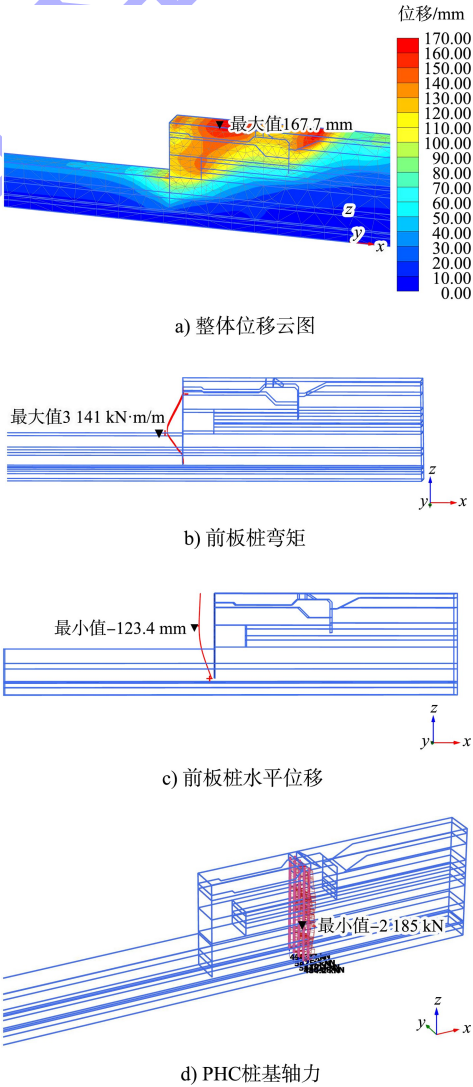 位移/mm
170.00
160.00
150.00
140.00
130.00
120.00
110.00
100.00
90.00
80.00
70.00
60.00
50.00
40.00
30.00
20.00
10.00
0.00
最大值167.7 mm
z
y
x
a) 整体位移云图
最大值3 141 kN·m/m
z
y
x
b) 前板桩弯矩
最小值–123.4 mm
z
y
x
c) 前板桩水平位移
最小值–2 185 kN
z
y
x
d) PHC桩基轴力